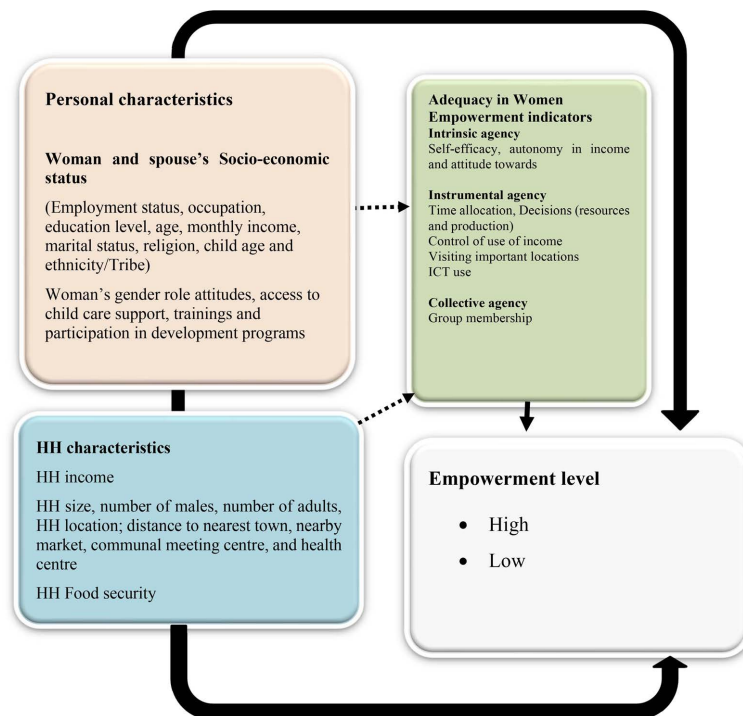 Personal characteristics
Woman and spouse's Socio-economic
status
(Employment status, occupation,
education level, age, monthly income,
marital status, religion, child age and
ethnicity/Tribe)
Woman's gender role attitudes, access to
child care support, trainings and
participation in development programs
HH characteristics
HH income
HH size, number of males, number of adults,
HH location; distance to nearest town, nearby
market, communal meeting centre, and health
centre
HH Food security
Adequacy in Women
Empowerment indicators
Intrinsic agency
Self-efficacy, autonomy in income
and attitude towards
Instrumental agency
Time allocation, Decisions (resources
and production)
Control of use of income
Visiting important locations
ICT use
Collective agency
Group membership
Empowerment level
• High
• Low